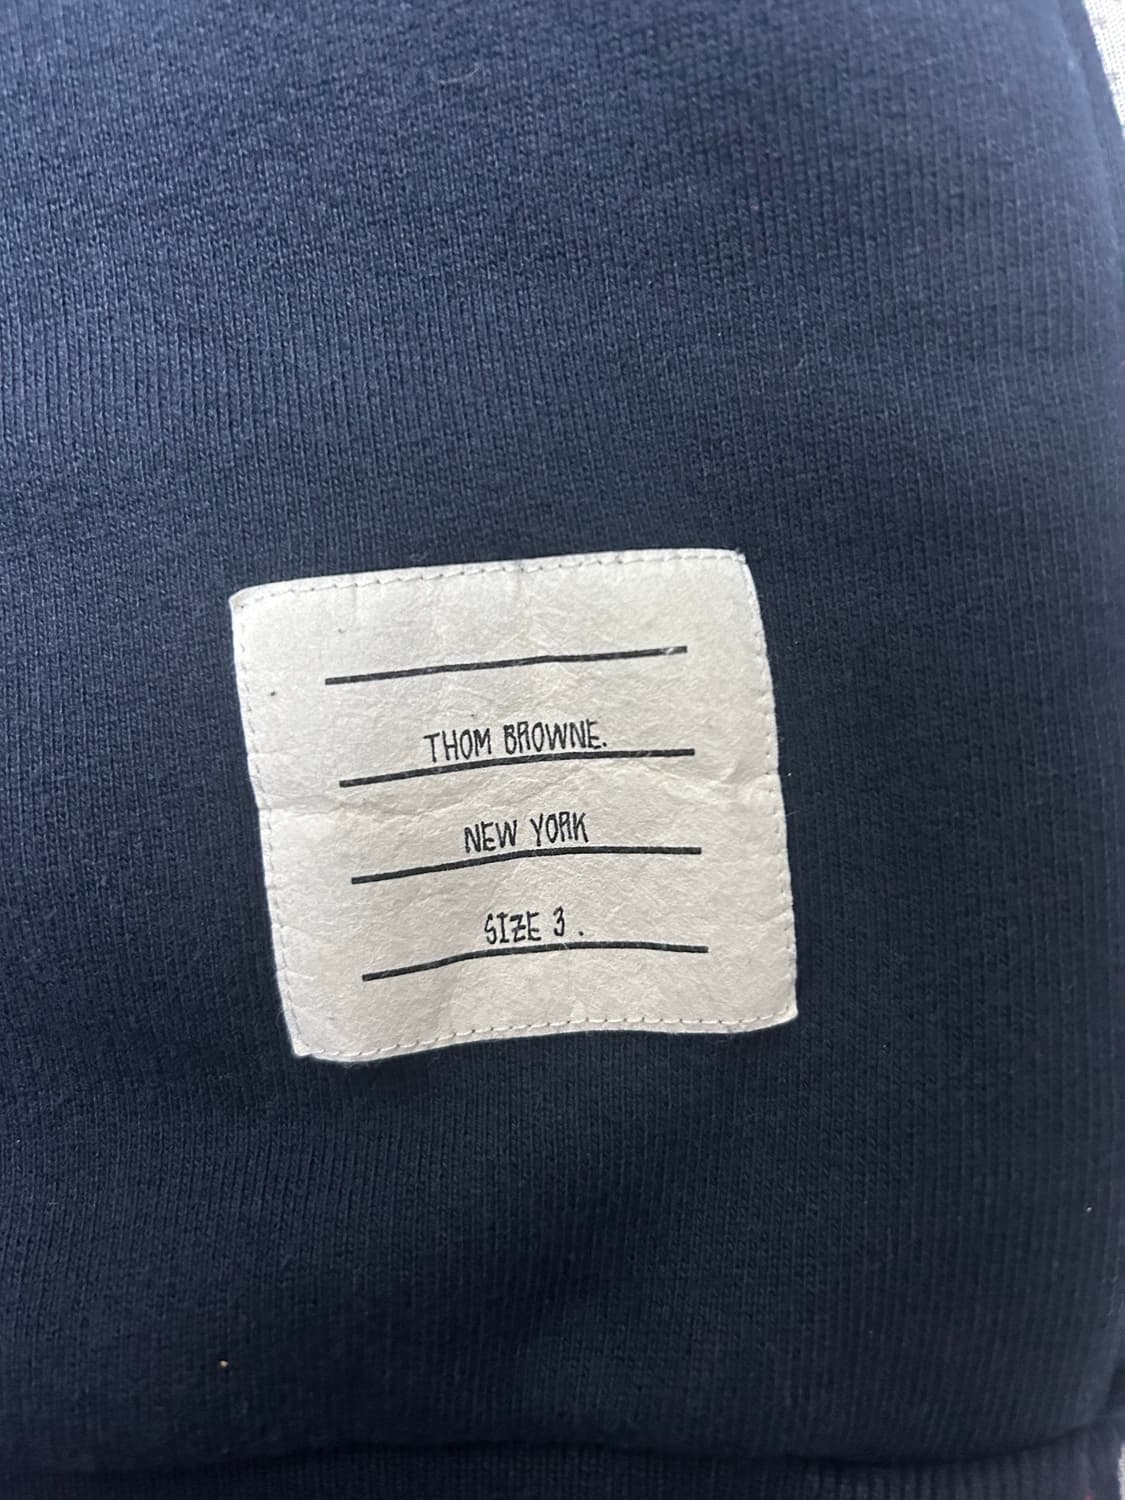 THOM BROWNE.
NEW YORK
SIZE 3 .